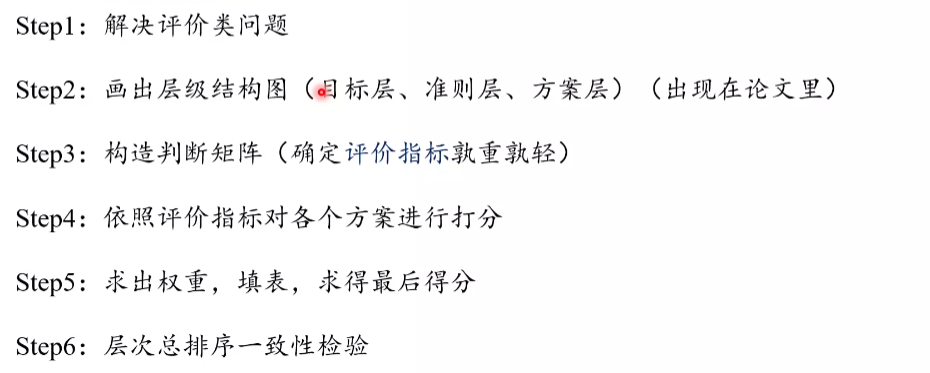 Step1：解决评价类问题
Step2：画出层级结构图（目标层、准则层、方案层）（出现在论文里）
Step3：构造判断矩阵（确定评价指标孰重孰轻）
Step4：依照评价指标对各个方案进行打分
Step5：求出权重，填表，求得最后得分
Step6：层次总排序一致性检验